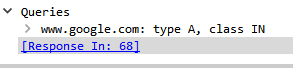 Queries
www.google.com: type A, class IN
[Response In: 68]